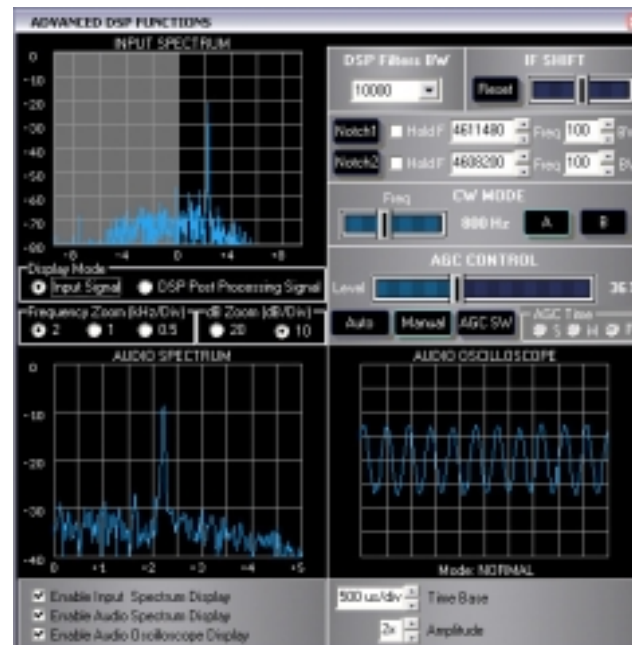 ADVANCED DSP FUNCTIONS
INPUT SPECTRUM
0
-10
-20
-30
-40
-50
-60
-70
-80
-8 -4 0 +4 +8
Display Mode
Input Signal DSP Post Processing Signal
Frequency Zoom (kHz/Div)
2 1 0.5
dB Zoom (dB/Div)
20 10
DSP Filters BW
10000
IF SHIFT
Reset
Notch1 Hold F 4611480 Freq 100
Notch2 Hold F 4608200 Freq 100
Freq CW MODE
800 Hz A B
AGC CONTROL
Level
Auto Manual AGC SW
AGC Time
S M
AUDIO SPECTRUM
0
-10
-20
-30
-40
0 +1 +2 +3 +4 +5
AUDIO OSCILLOSCOPE
Mode: NORMAL
Enable Input Spectrum Display
Enable Audio Spectrum Display
Enable Audio Oscilloscope Display
500 us/div Time Base
2x Amplitude